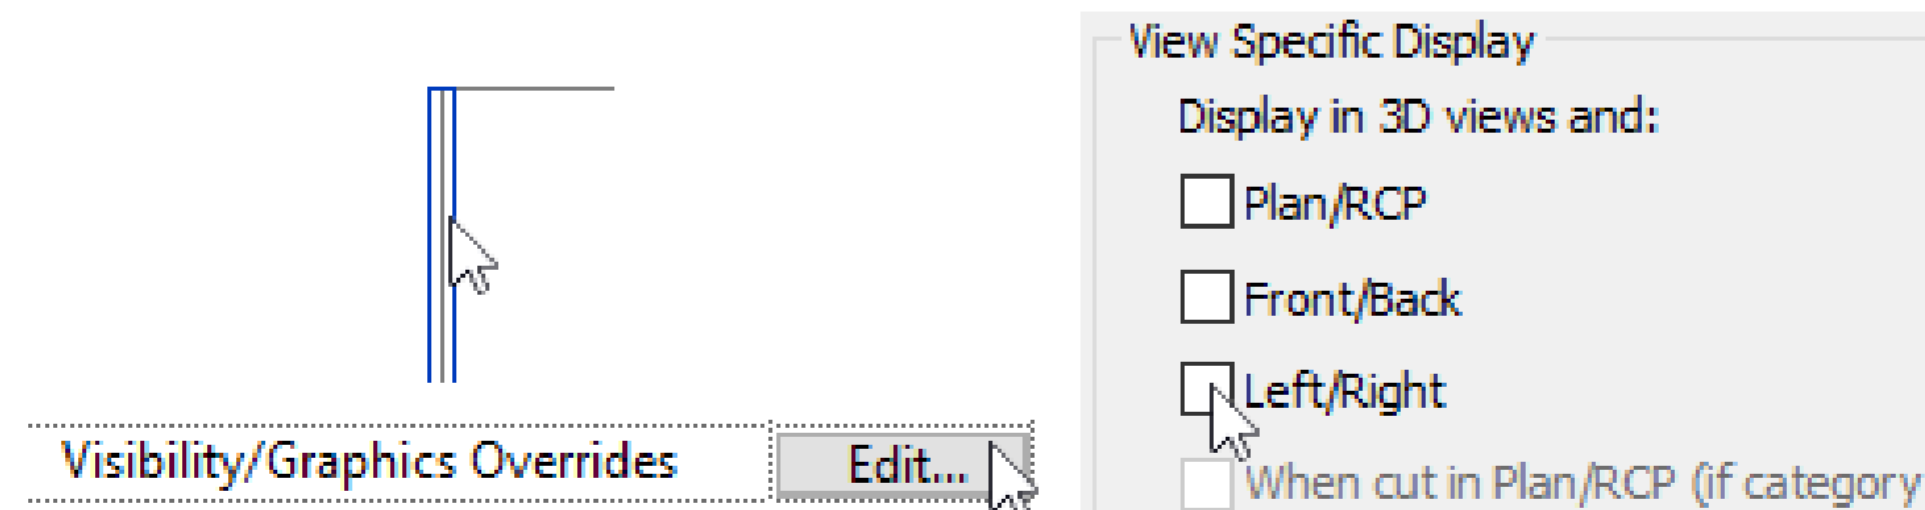 Visibility/Graphics Overrides Edit...
View Specific Display
Display in 3D views and:
Plan/RCP
Front/Back
Left/Right
When cut in Plan/RCP (if category